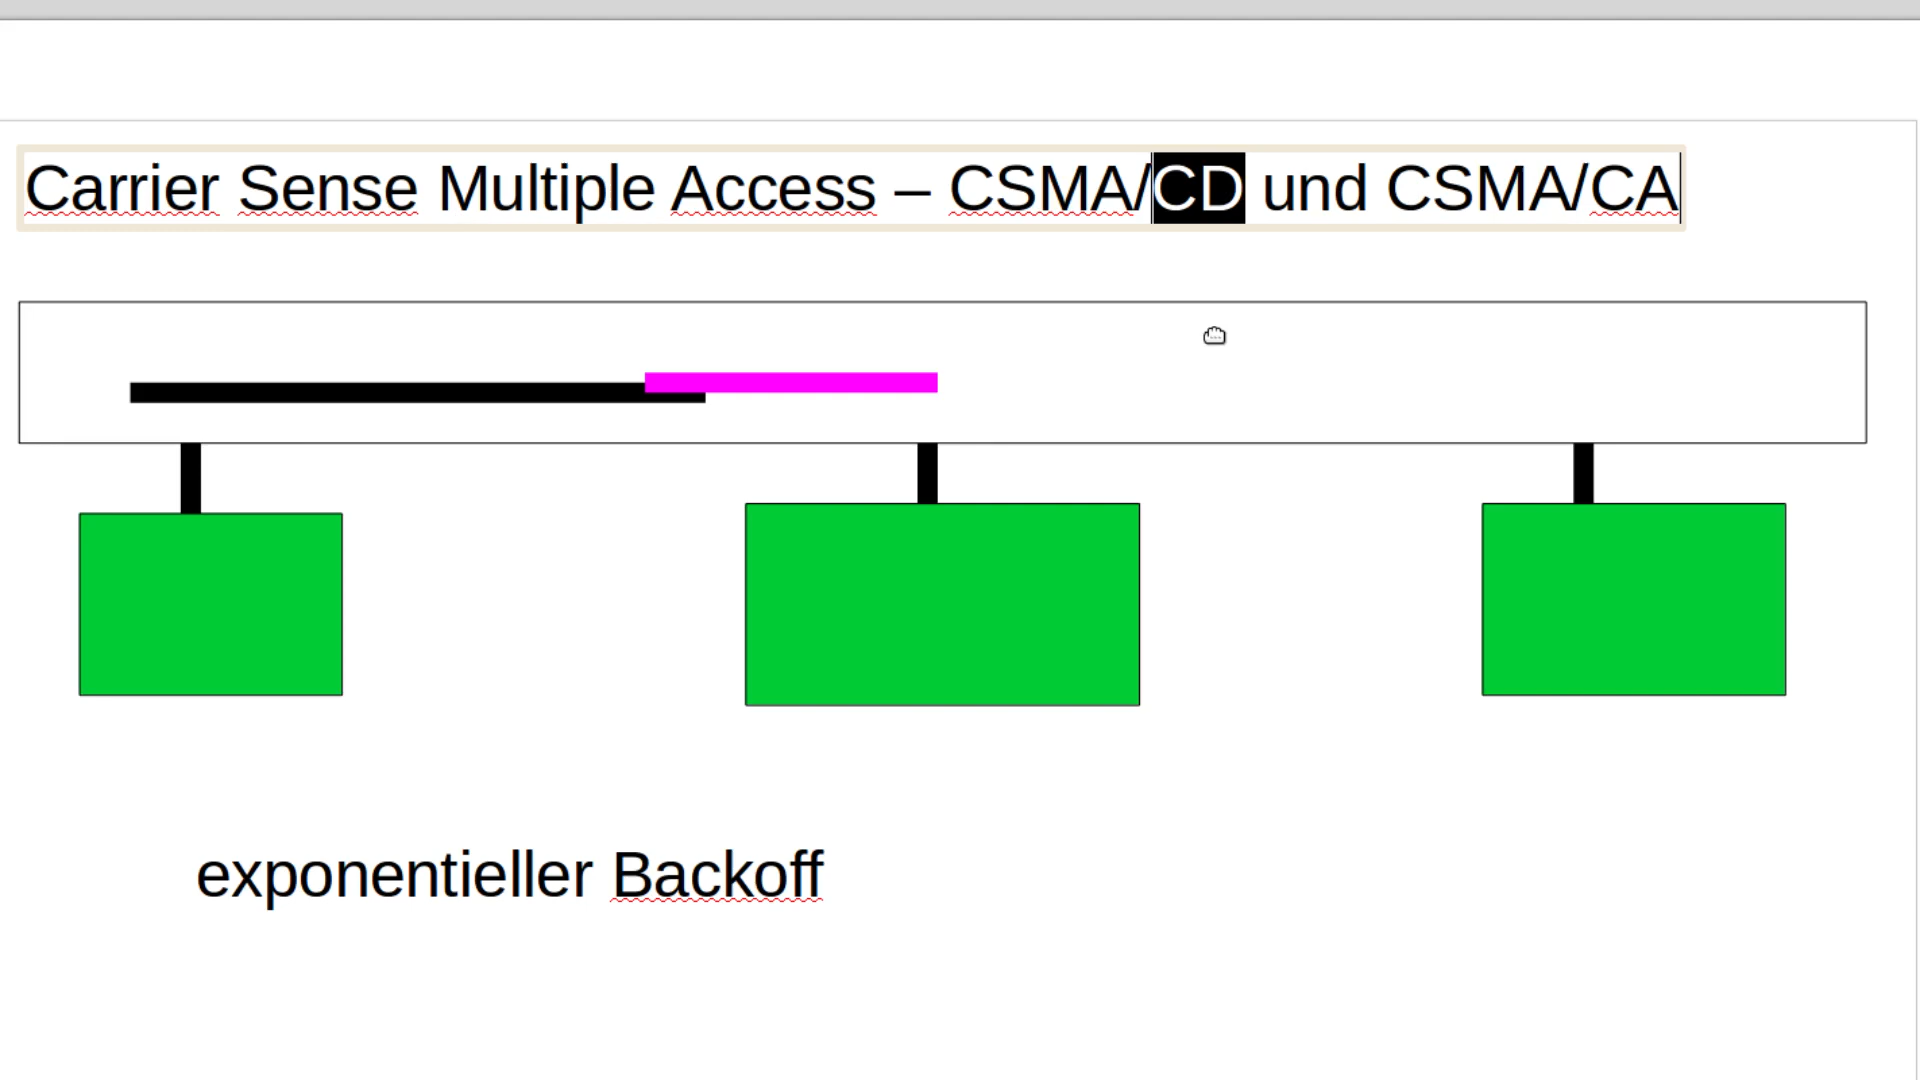 Carrier Sense Multiple Access – CSMA/CD und CSMA/CA
exponentieller Backoff